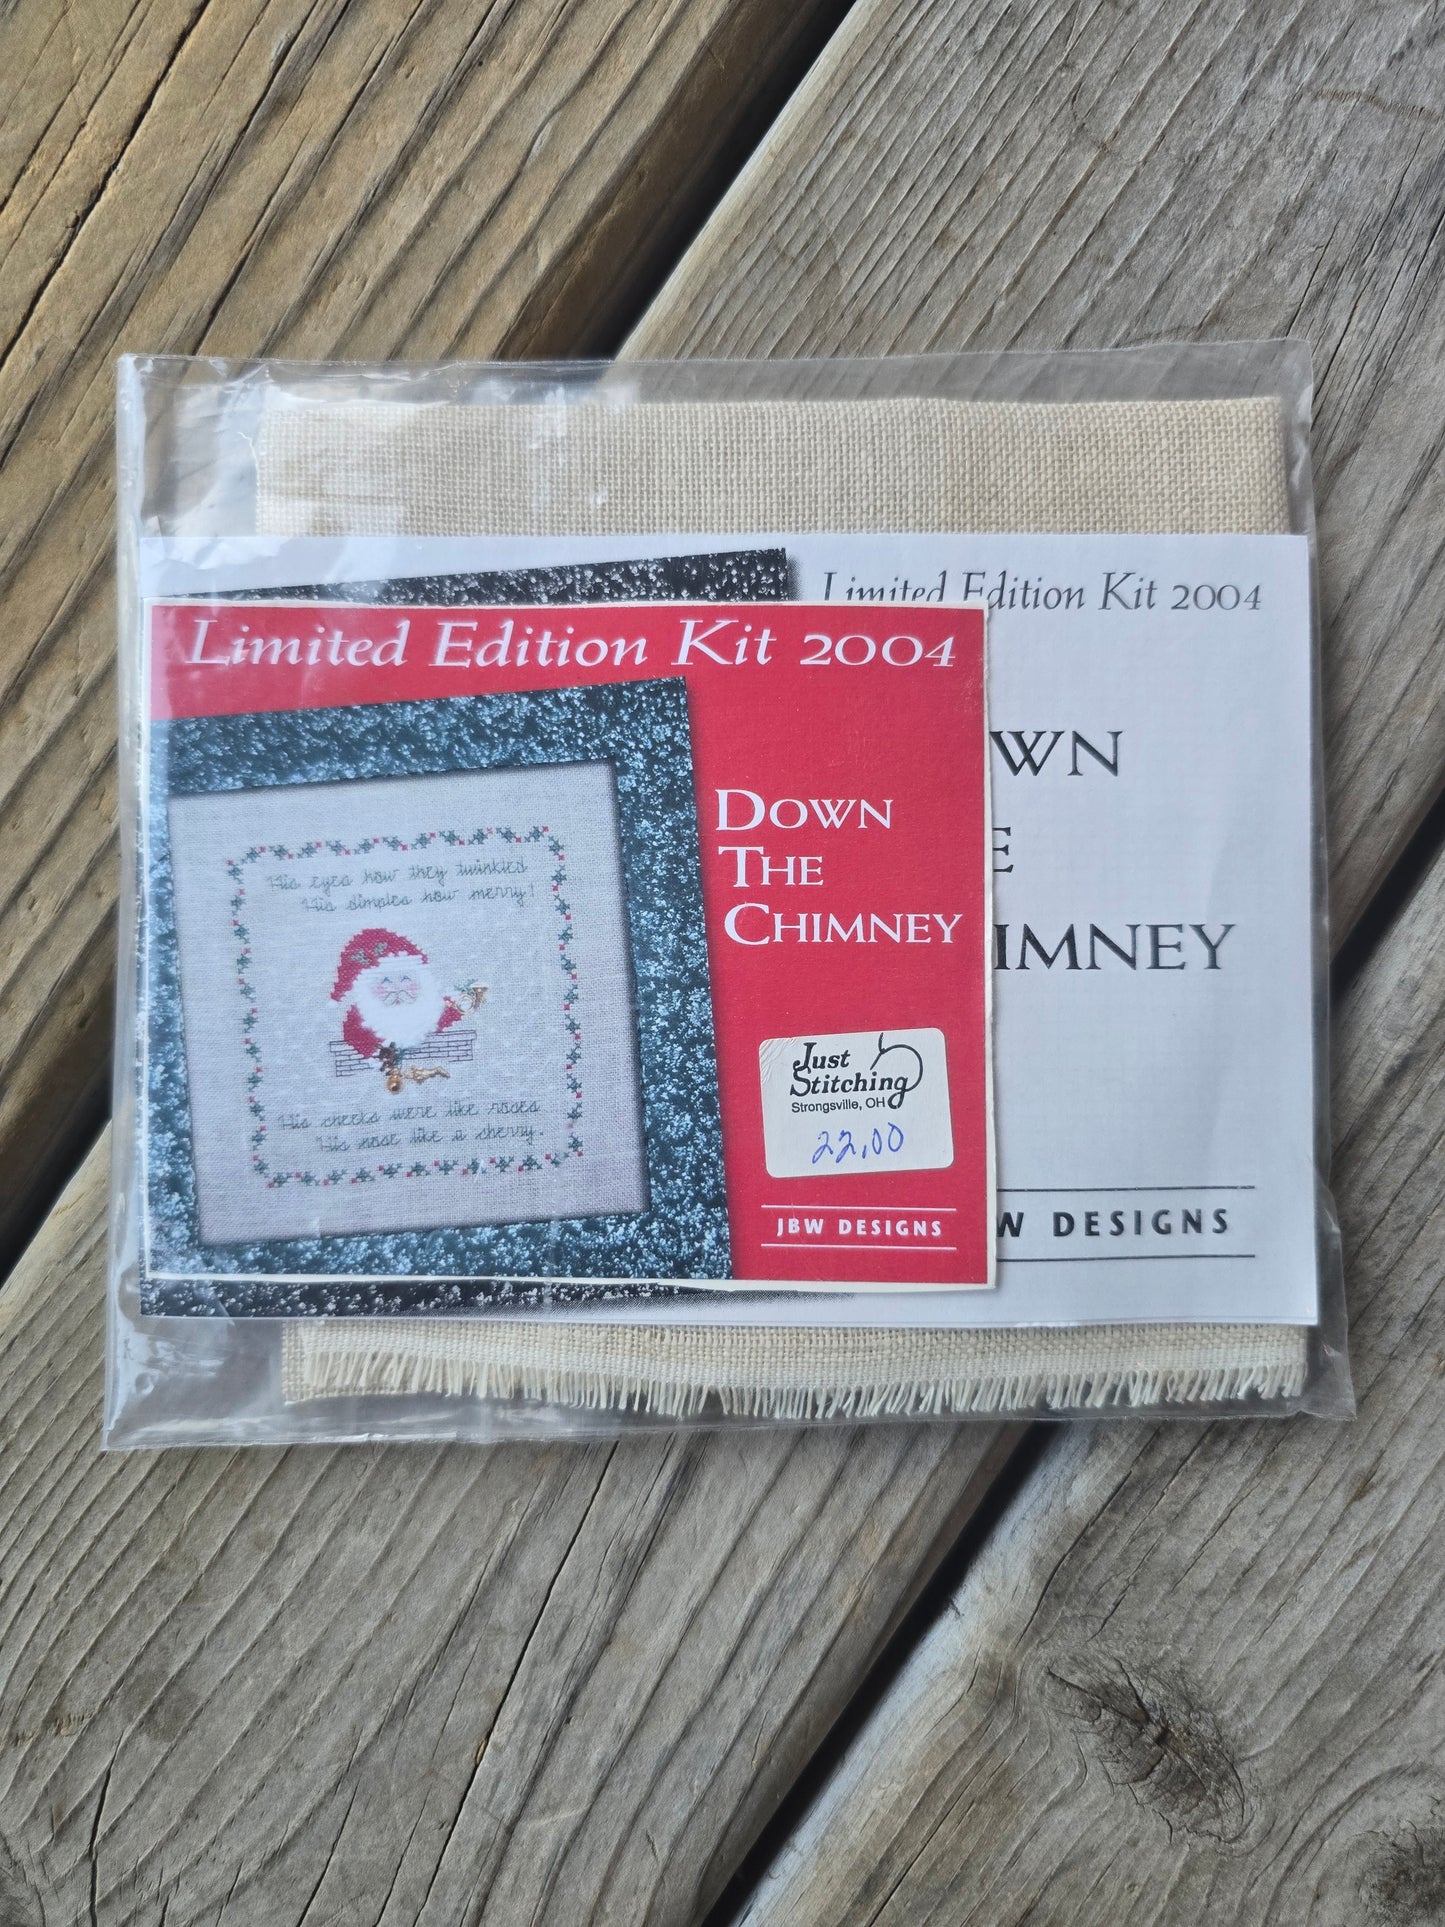 Limited Edition Kit 2004
Limited Edition Kit 2004
His eyes how they twinkled
His dimples how merry!
DOWN
THE
CHIMNEY
WN
E
IMNEY
Just
Stitching
Strongsville, OH
22.00
His cheeks were like roses
His nose like a cherry.
JBW DESIGNS
W DESIGNS